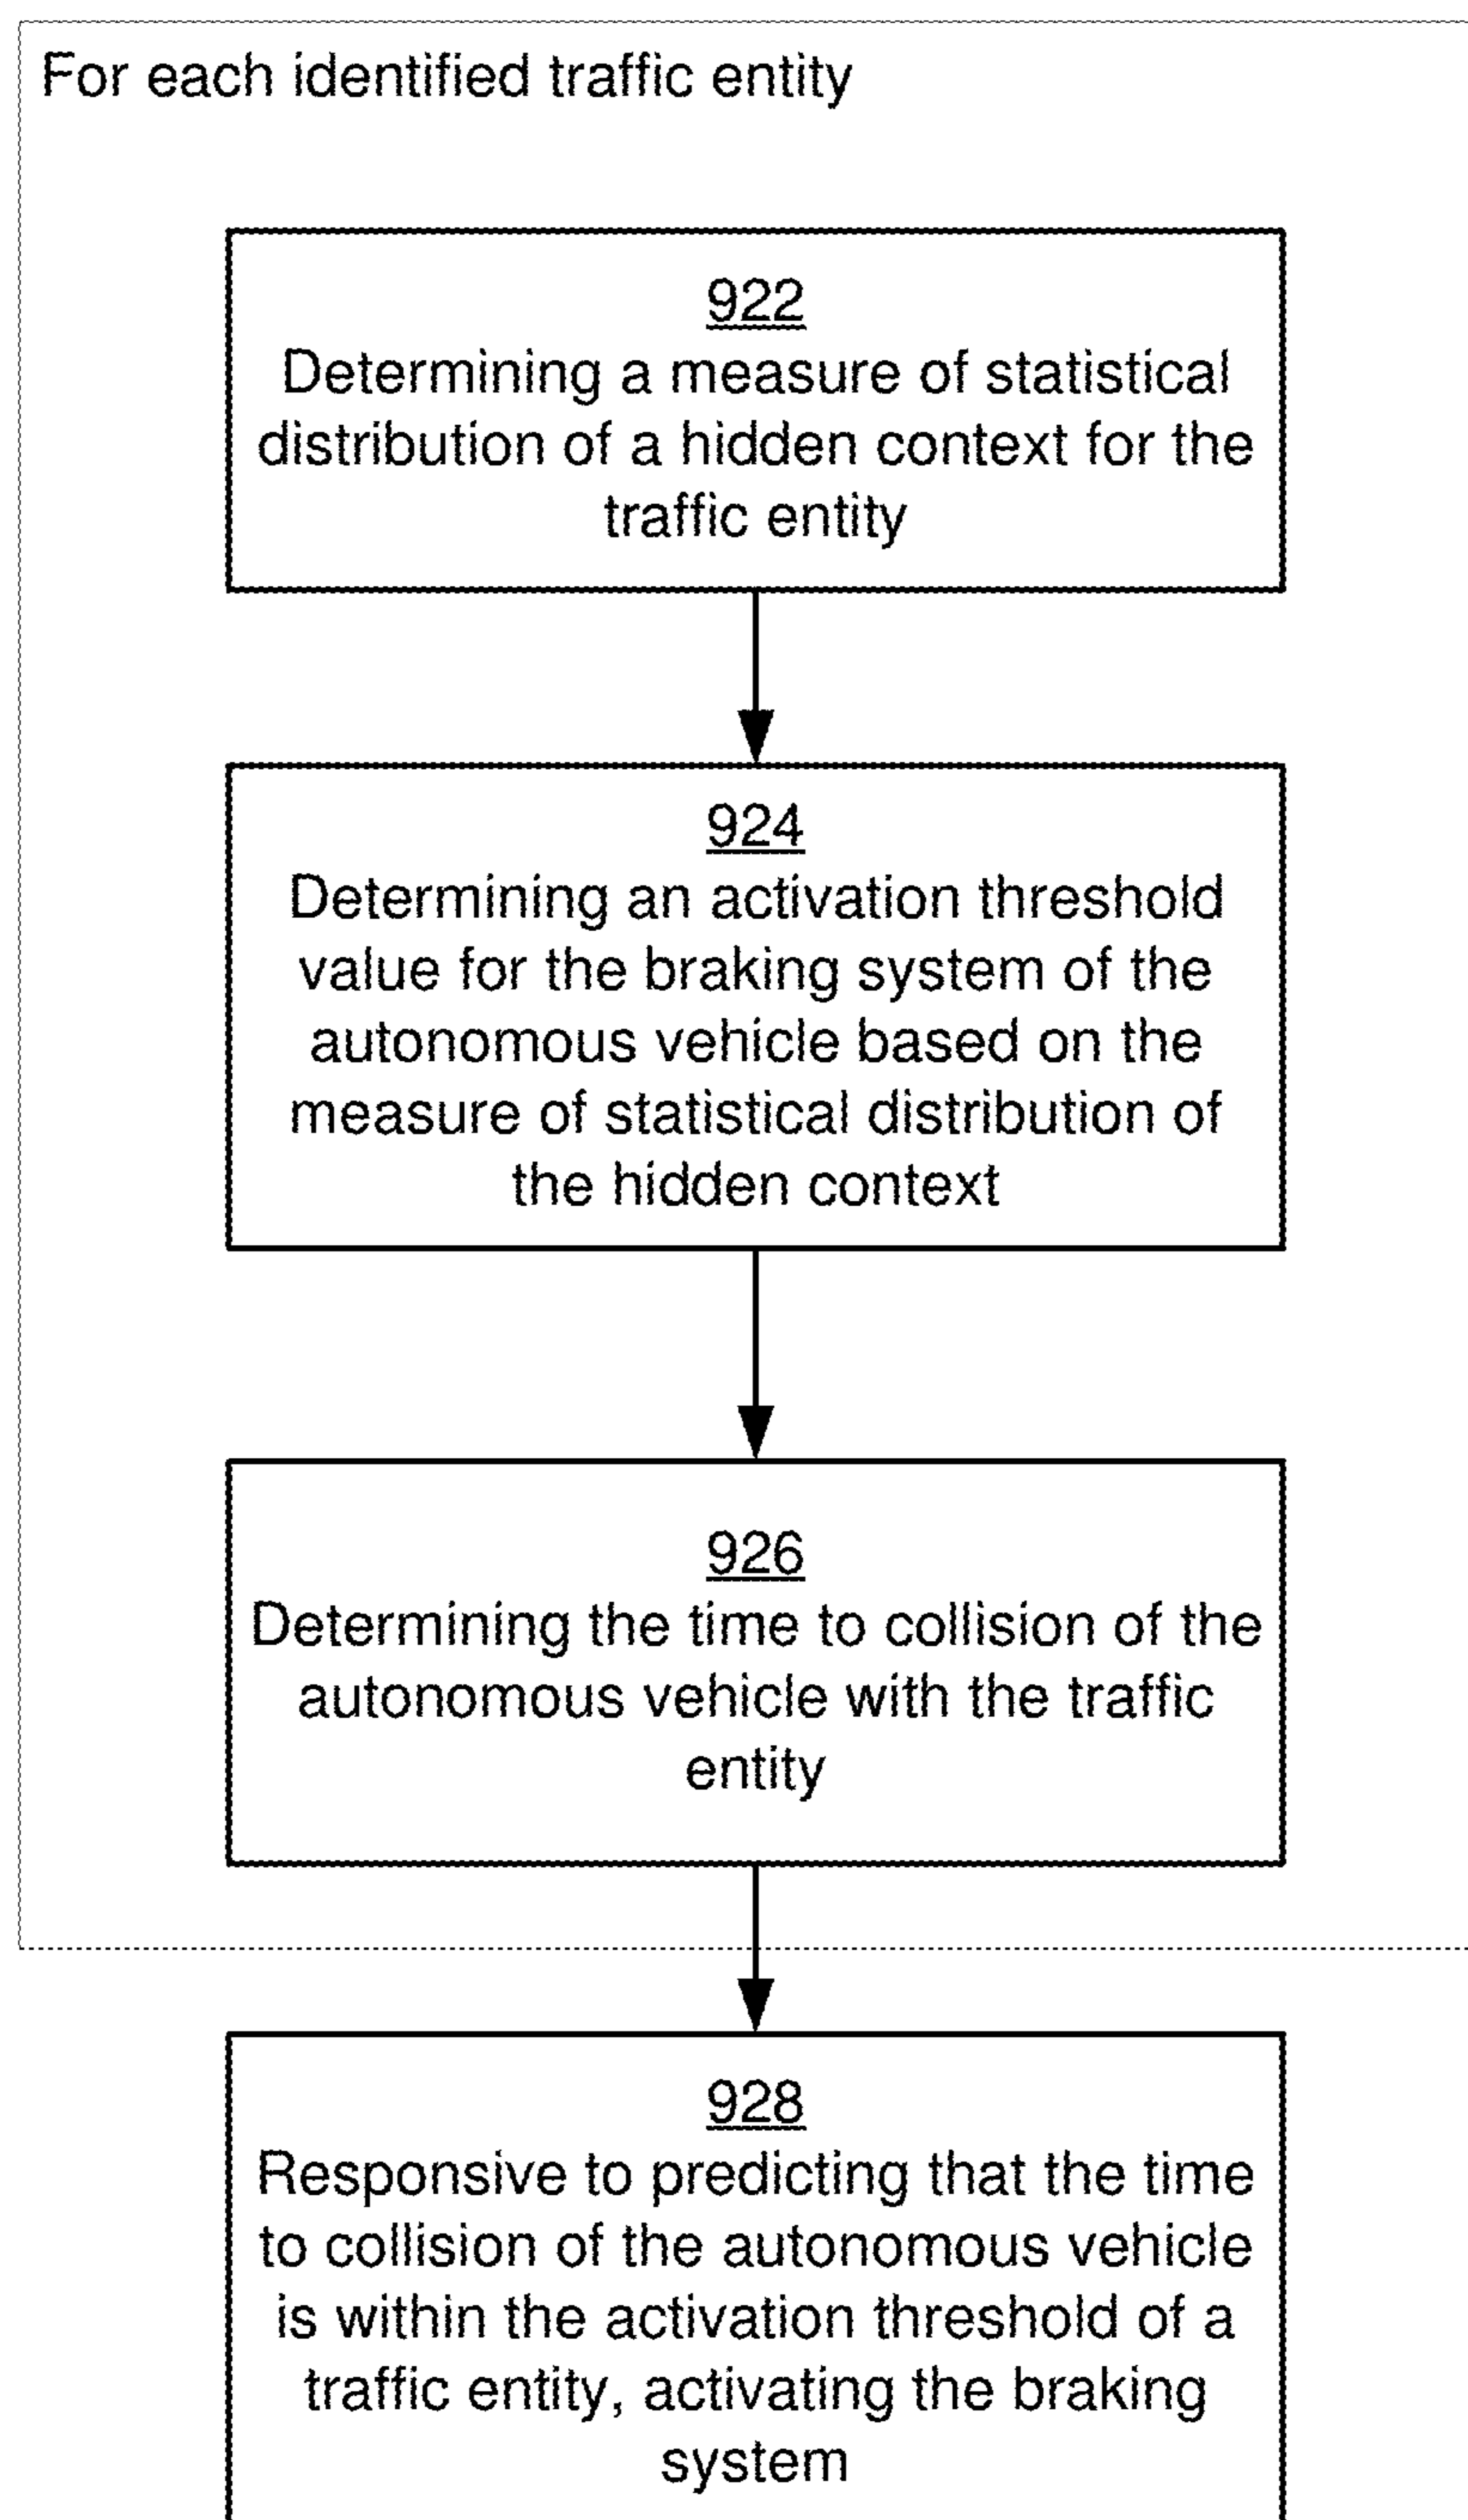 For each identified traffic entity
922
Determining a measure of statistical
distribution of a hidden context for the
traffic entity
924
Determining an activation threshold
value for the braking system of the
autonomous vehicle based on the
measure of statistical distribution of
the hidden context
926
Determining the time to collision of the
autonomous vehicle with the traffic
entity
928
Responsive to predicting that the time
to collision of the autonomous vehicle
is within the activation threshold of a
traffic entity, activating the braking
system